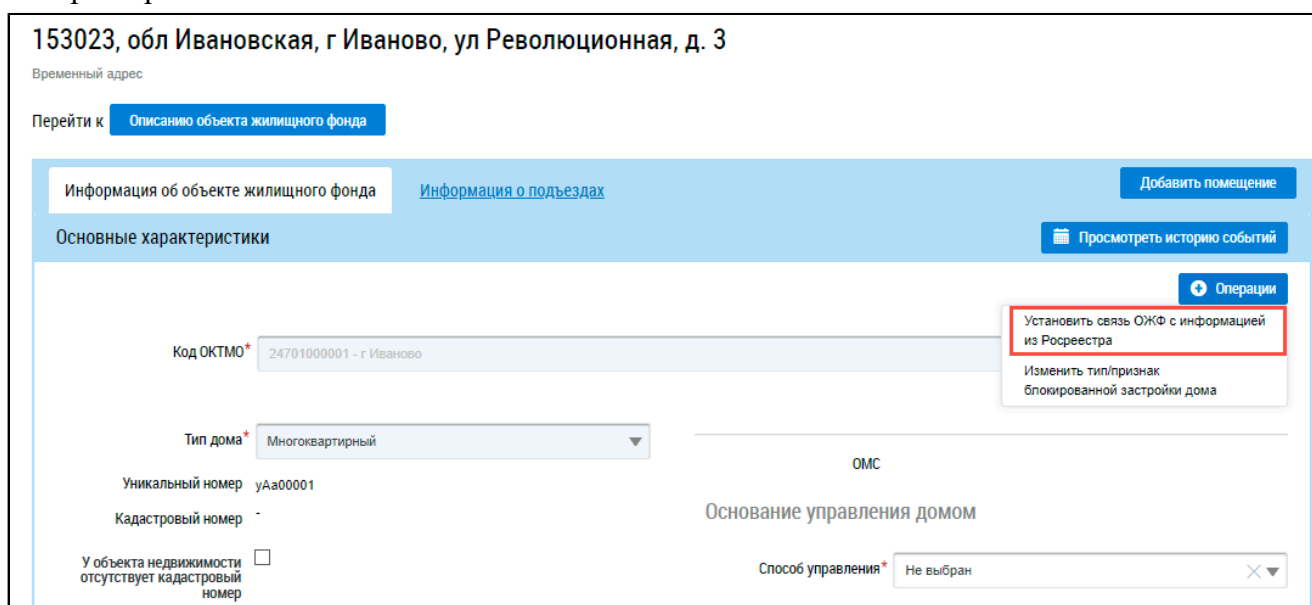 153023, обл Ивановская, г Иваново, ул Революционная, д. 3
Временный адрес
Перейти к Описанию объекта жилищного фонда
Информация об объекте жилищного фонда Информация о подъездах Добавить помещение
Основные характеристики Просмотреть историю событий
Операции
Установить связь ОЖФ с информацией
из Росреестра
Изменить тип/признак
блокированной застройки дома
Код ОКТМО* 24701000001 - г Иваново
Тип дома* Многоквартирный
ОМС
Уникальный номер yAa00001
Кадастровый номер -
Основание управления домом
У объекта недвижимости
отсутствует кадастровый
номер
Способ управления* Не выбран